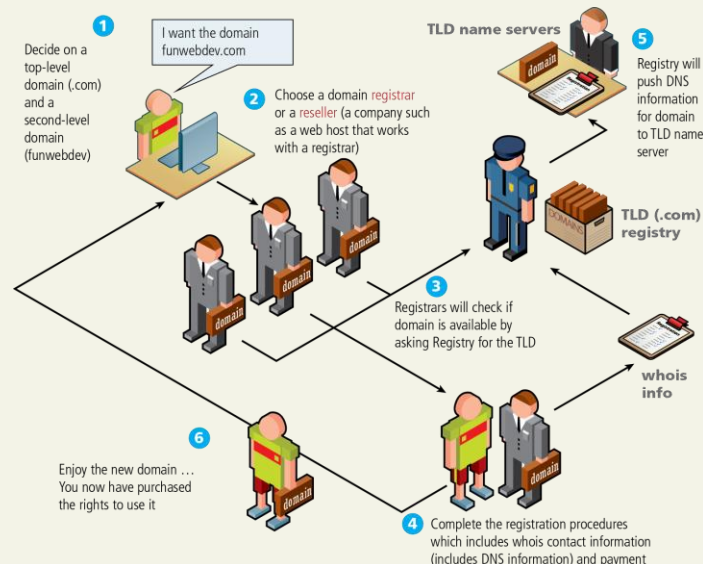 1
Decide on a
top-level
domain (.com)
and a
second-level
domain
(funwebdev)
I want the domain
funwebdev.com
2
Choose a domain registrar
or a reseller (a company such
as a web host that works
with a registrar)
domain
domain
domain
3
Registrars will check if
domain is available by
asking Registry for the TLD
TLD name servers
domain
5
Registry will
push DNS
information
for domain
to TLD name
server
DOMAINS
TLD (.com)
registry
whois
info
domain
4
Complete the registration procedures
which includes whois contact information
(includes DNS information) and payment
6
Enjoy the new domain …
You now have purchased
the rights to use it
domain